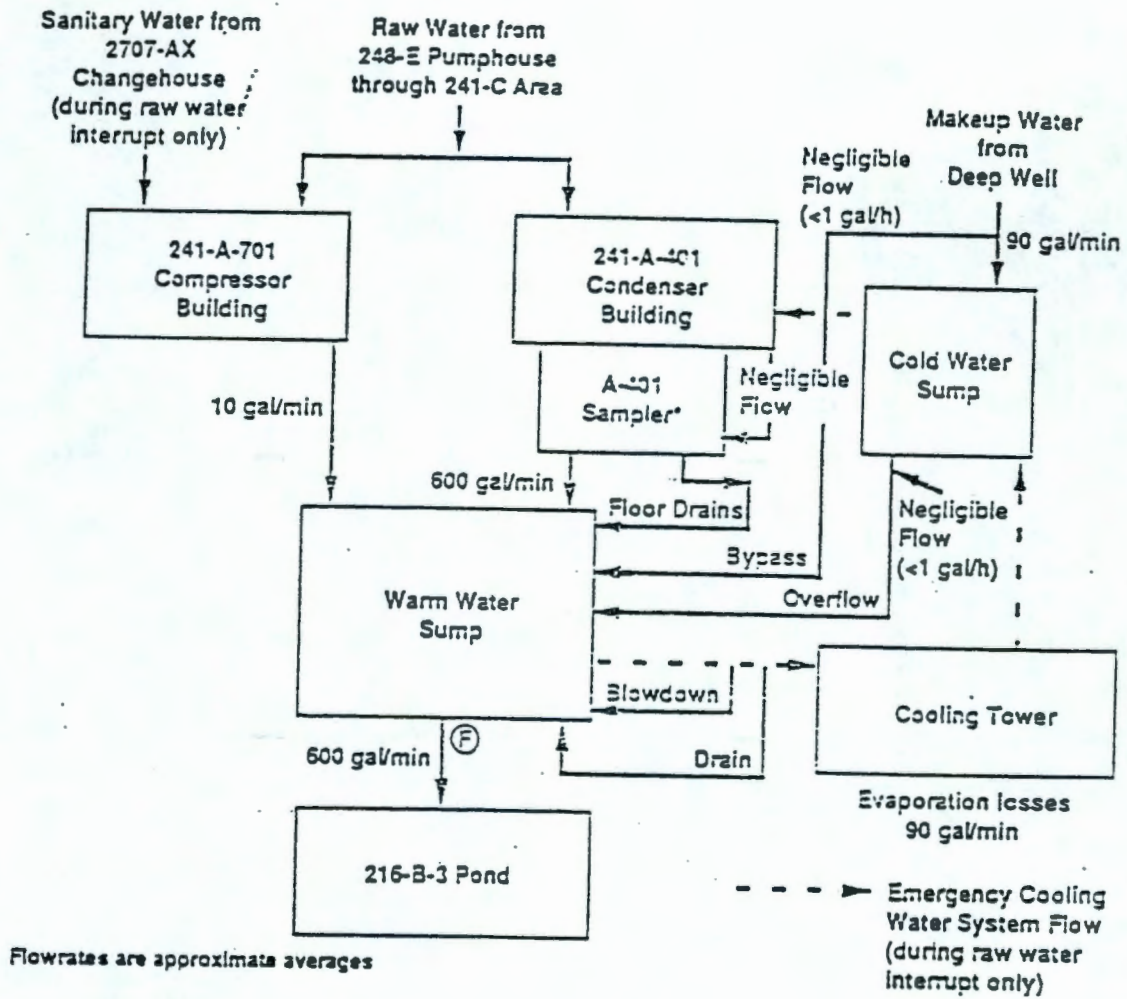 Sanitary Water from
2707-AX
Changehouse
(during raw water
interrupt only)
Raw Water from
248-E Pumphouse
through 241-C Area
Makeup Water
from
Deep Well
Negligible
Flow
(<1 gal/h)
90 gal/min
241-A-701
Compressor
Building
241-A-401
Condenser
Building
Cold Water
Sump
A-401
Sampler*
Negligible
Flow
10 gal/min
600 gal/min
Floor Drains
Negligible
Flow
(<1 gal/h)
Bypass
Overflow
Warm Water
Sump
Blowdown
Cooling Tower
600 gal/min
F
Drain
Evaporation losses
90 gal/min
216-B-3 Pond
Emergency Cooling
Water System Flow
(during raw water
interrupt only)
Flowrates are approximate averages